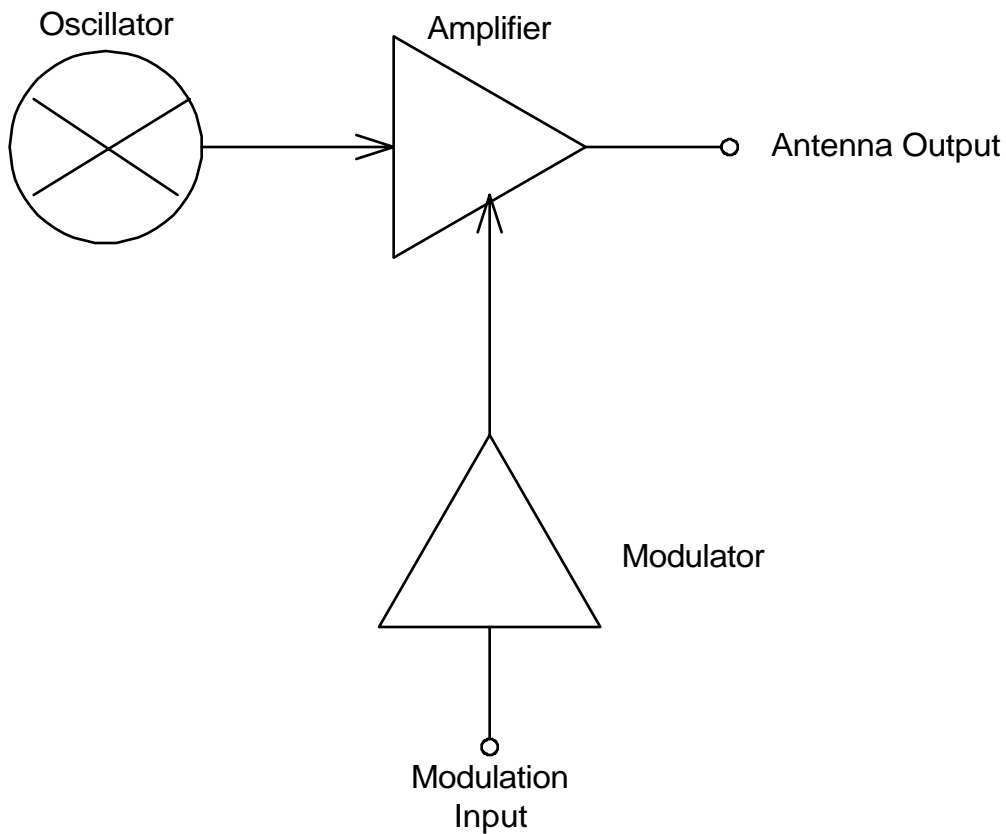 Oscillator
Amplifier
Antenna Output
Modulator
Modulation
Input